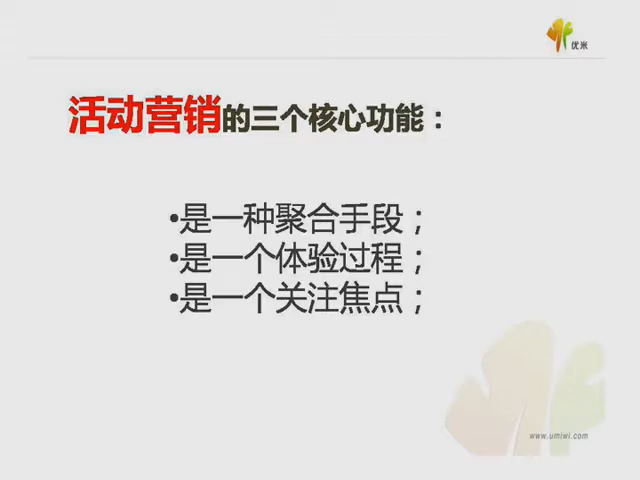 优米
活动营销的三个核心功能：
•是一种聚合手段；
•是一个体验过程；
•是一个关注焦点；
www.umiwi.com